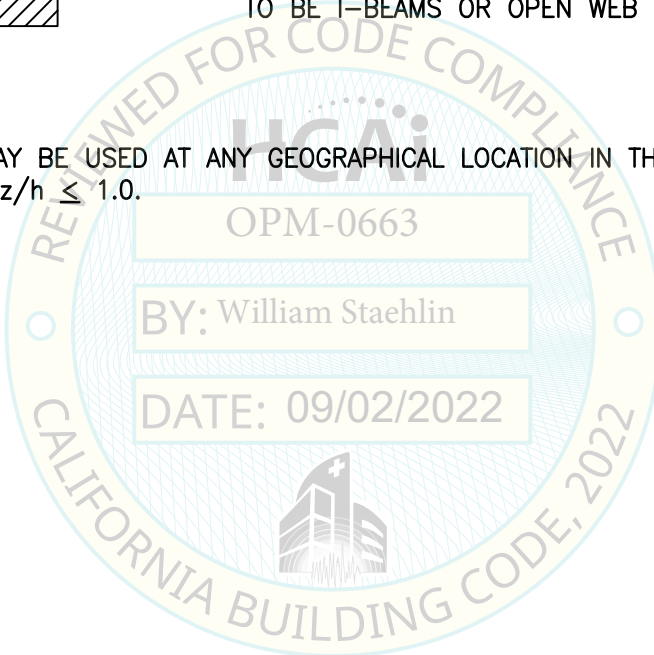 TO BE I-BEAMS OR OPEN WEB
REVIEWED FOR CODE COMPLIANCE
HCAi
AY BE USED AT ANY GEOGRAPHICAL LOCATION IN TH
z/h ≤ 1.0.
OPM-0663
BY: William Staehlin
DATE: 09/02/2022
CALIFORNIA BUILDING CODE, 2022